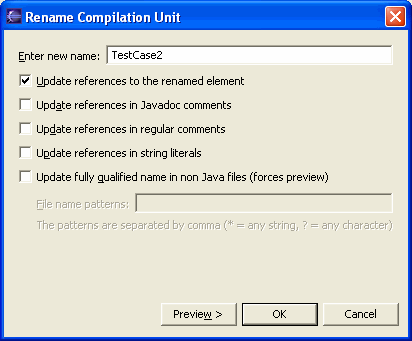 Rename Compilation Unit
Enter new name: TestCase2
Update references to the renamed element
Update references in Javadoc comments
Update references in regular comments
Update references in string literals
Update fully qualified name in non Java files (forces preview)
File name patterns:
The patterns are separated by comma (* = any string, ? = any character)
Preview > OK Cancel